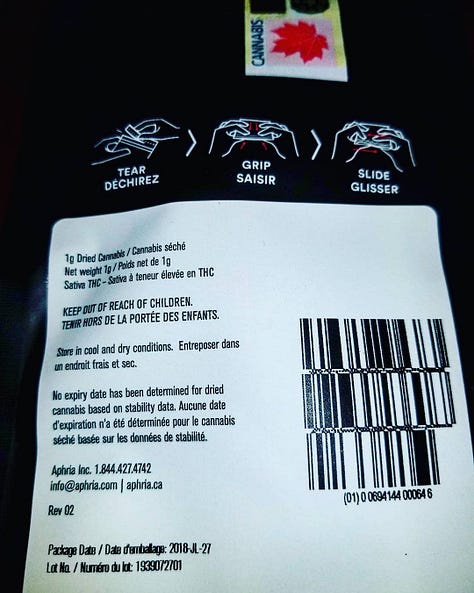 CANNABIS
TEAR
DÉCHIREZ
GRIP
SAISIR
SLIDE
GLISSER
1g Dried Cannabis / Cannabis séché
Net weight 1g / Poids net de 1g
Sativa THC - Sativa à teneur élevée en THC
KEEP OUT OF REACH OF CHILDREN.
TENIR HORS DE LA PORTÉE DES ENFANTS.
Store in cool and dry conditions. Entreposer dans
un endroit frais et sec.
No expiry date has been determined for dried
cannabis based on stability data. Aucune date
d'expiration n'a été déterminée pour le cannabis
séché basée sur les données de stabilité.
Aphria Inc. 1.844.427.4742
info@aphria.com | aphria.ca
Rev 02
Package Date / Date d'emballage: 2018-JL-27
Lot No. / Numéro du lot: 1939072701
(01) 0 0694144 00064 6